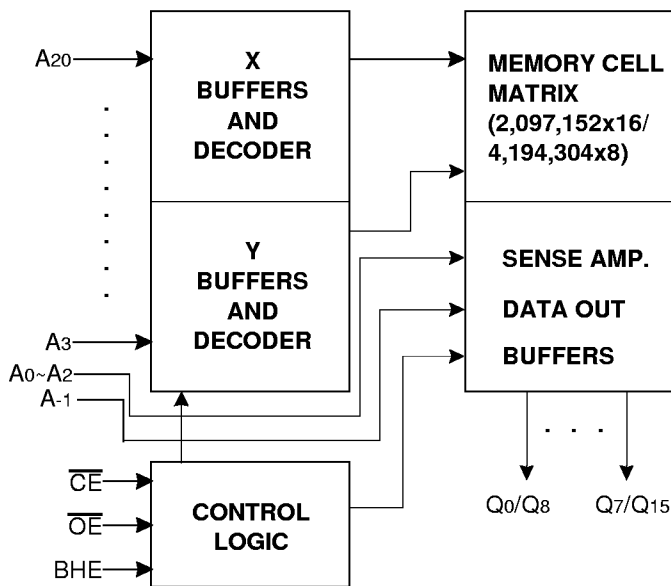 A20
X
BUFFERS
AND
DECODER
MEMORY CELL
MATRIX
(2,097,152x16/
4,194,304x8)
Y
BUFFERS
AND
DECODER
SENSE AMP.
DATA OUT
BUFFERS
A3
A0~A2
A-1
CE
OE
BHE
CONTROL
LOGIC
Q0/Q8
Q7/Q15